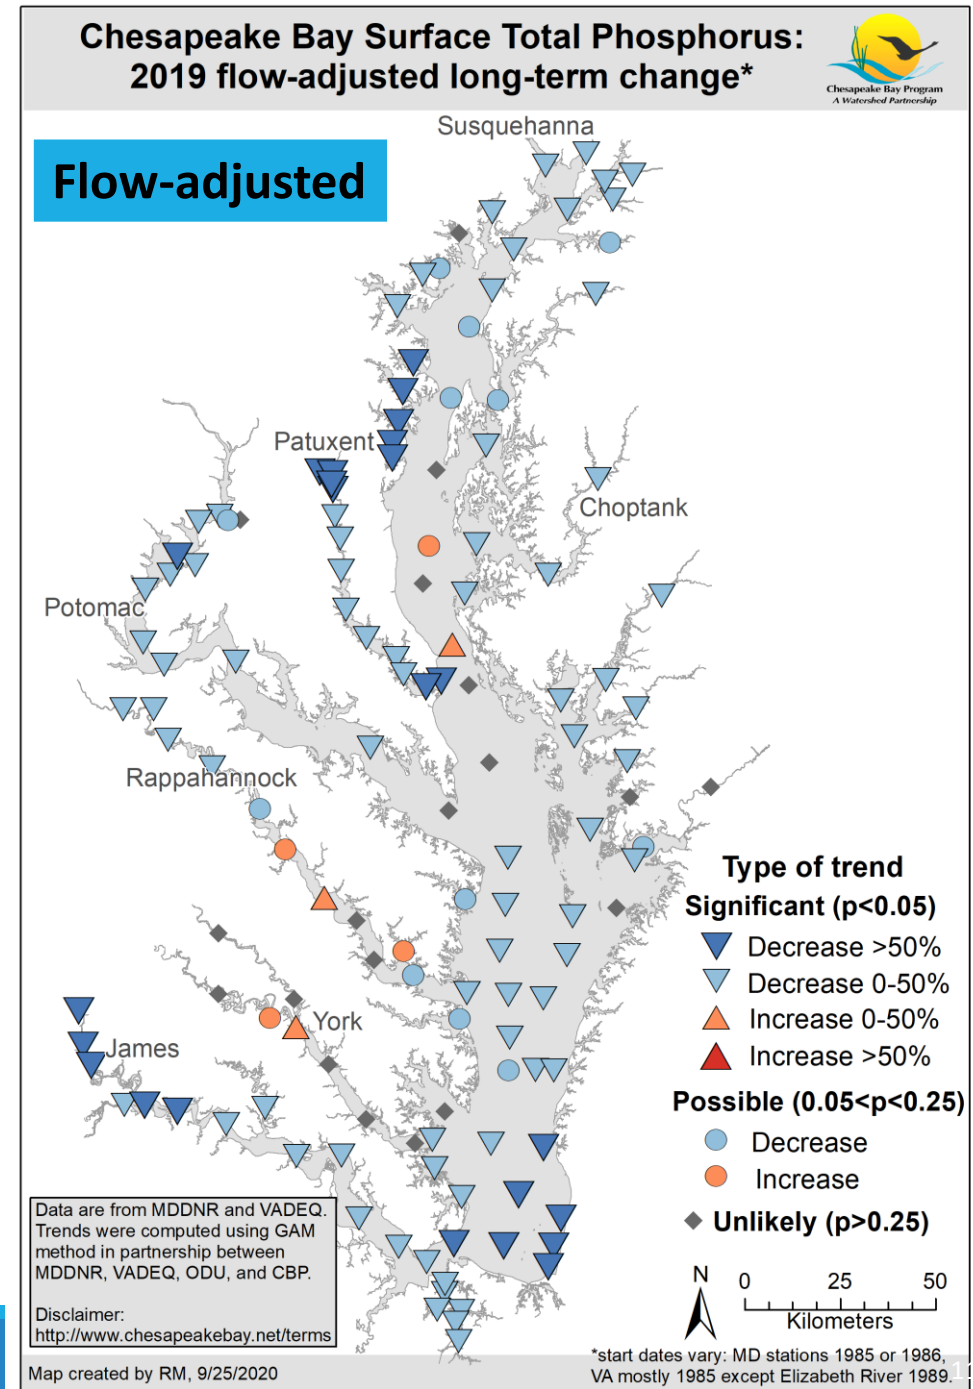 Chesapeake Bay Surface Total Phosphorus:
2019 flow-adjusted long-term change*
Chesapeake Bay Program
A Watershed Partnership
Flow-adjusted
Susquehanna
Patuxent
Choptank
Potomac
Rappahannock
York
James
Type of trend
Significant (p<0.05)
Decrease >50%
Decrease 0-50%
Increase 0-50%
Increase >50%
Possible (0.05<p<0.25)
Decrease
Increase
Unlikely (p>0.25)
Data are from MDDNR and VADEQ.
Trends were computed using GAM
method in partnership between
MDDNR, VADEQ, ODU, and CBP.
Disclaimer:
http://www.chesapeakebay.net/terms
N
0 25 50
Kilometers
Map created by RM, 9/25/2020
*start dates vary: MD stations 1985 or 1986,
VA mostly 1985 except Elizabeth River 1989.